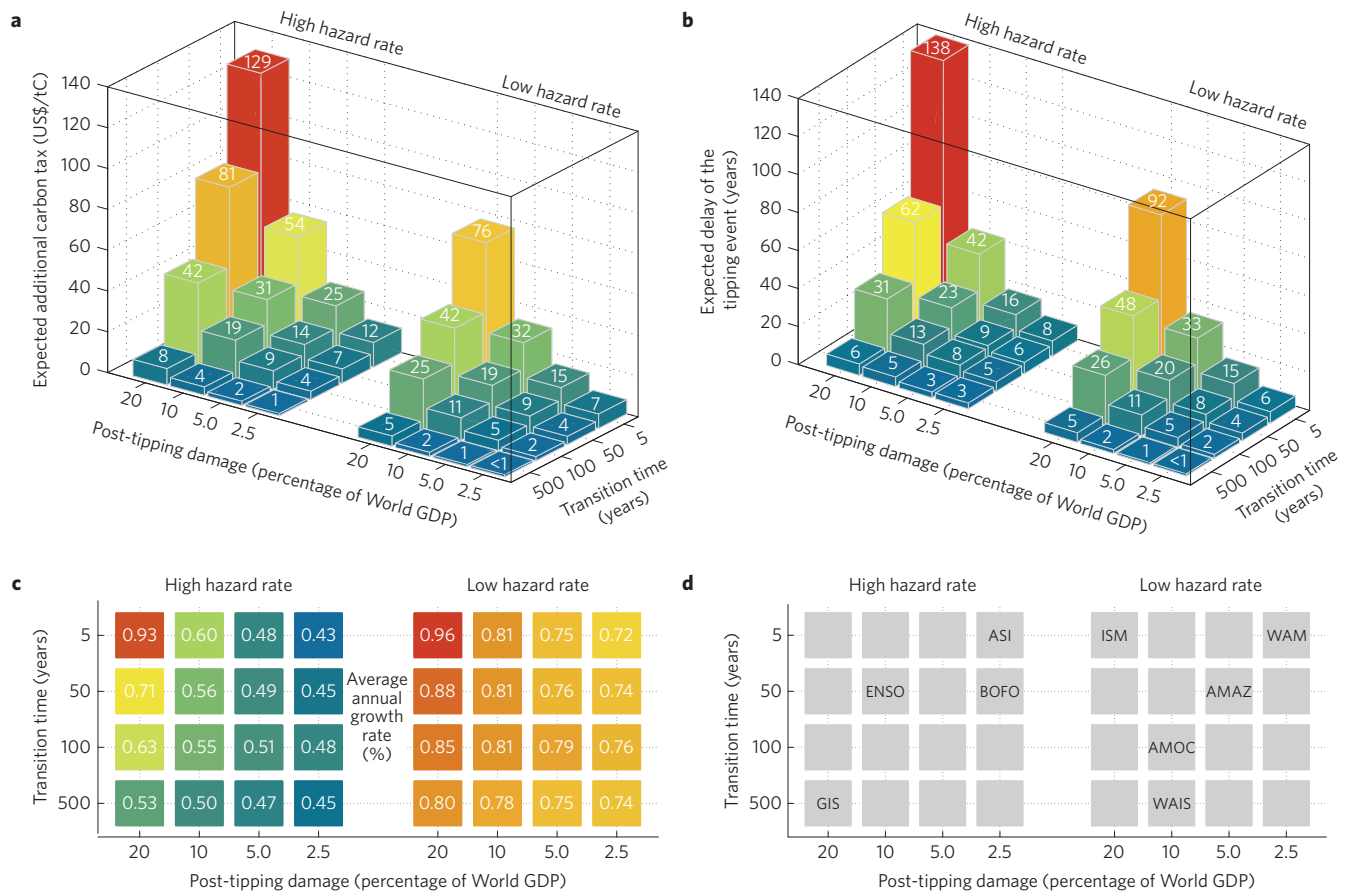 a
High hazard rate
Low hazard rate
Expected additional carbon tax (US$/tC)
140
120
100
80
60
40
20
0
129
81
54
42
31
25
19
14
12
8
9
7
4
4
2
1
76
42
32
25
19
15
11
9
7
5
5
4
2
2
1
<1
20
10
5.0
2.5
20
10
5.0
2.5
500
100
50
5
Post-tipping damage (percentage of World GDP)
Transition time
(years)
b
High hazard rate
Low hazard rate
Expected delay of the
tipping event (years)
140
120
100
80
60
40
20
0
138
62
42
31
23
16
13
9
8
6
8
6
5
5
3
3
92
48
33
26
20
15
11
8
6
5
5
4
2
2
1
<1
20
10
5.0
2.5
20
10
5.0
2.5
500
100
50
5
Post-tipping damage (percentage of World GDP)
Transition time
(years)
c
High hazard rate
Low hazard rate
Transition time (years)
5
0.93 0.60 0.48 0.43
0.96 0.81 0.75 0.72
50
0.71 0.56 0.49 0.45
0.88 0.81 0.76 0.74
100
0.63 0.55 0.51 0.48
0.85 0.81 0.79 0.76
500
0.53 0.50 0.47 0.45
0.80 0.78 0.75 0.74
Average
annual
growth
rate
(%)
20 10 5.0 2.5
20 10 5.0 2.5
Post-tipping damage (percentage of World GDP)
d
High hazard rate
Low hazard rate
Transition time (years)
5
ASI
ISM
WAM
50
ENSO
BOFO
AMAZ
100
AMOC
500
GIS
WAIS
20 10 5.0 2.5
20 10 5.0 2.5
Post-tipping damage (percentage of World GDP)